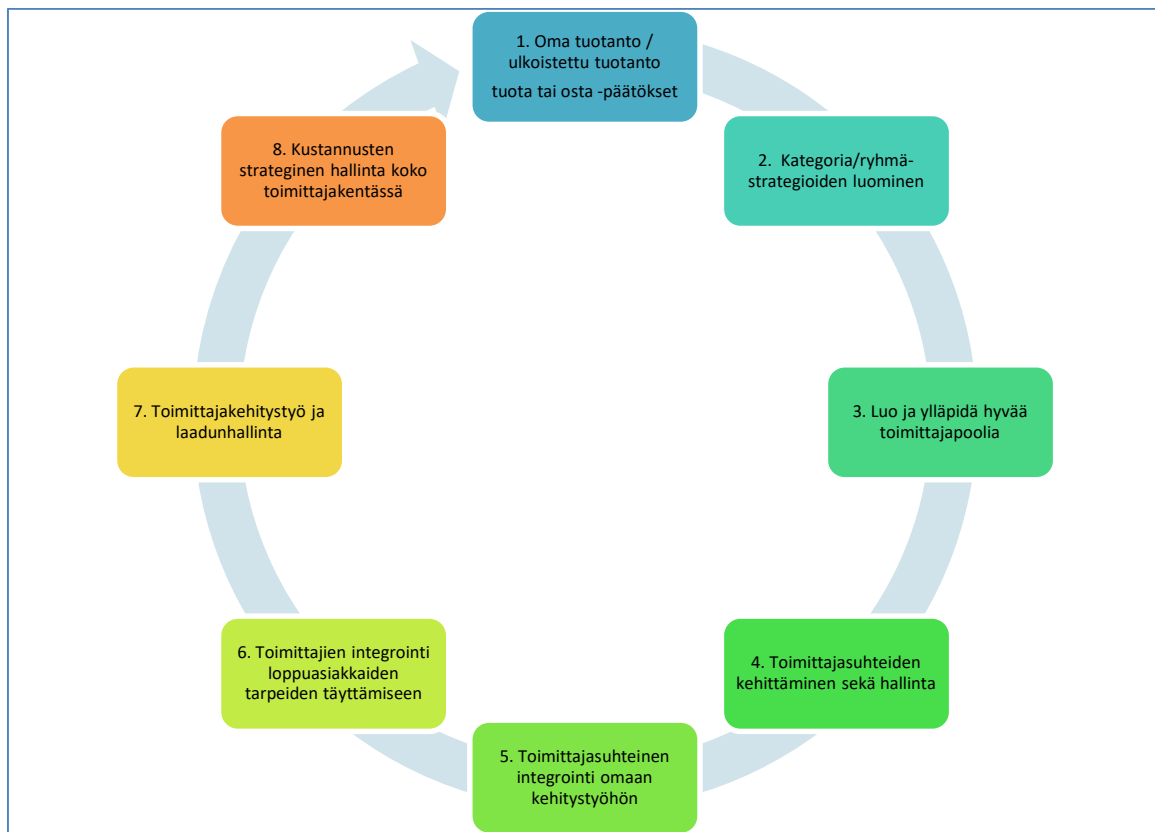 1. Oma tuotanto /
ulkoistettu tuotanto
tuota tai osta -päätökset
2. Kategoria/ryhmä-
strategioiden luominen
3. Luo ja ylläpidä hyvää
toimittajapoolia
4. Toimittajasuhteiden
kehittäminen sekä hallinta
5. Toimittajasuhteinen
integrointi omaan
kehitystyöhön
6. Toimittajien integrointi
loppuasiakkaiden
tarpeiden täyttämiseen
7. Toimittajakehitystyö ja
laadunhallinta
8. Kustannusten
strateginen hallinta koko
toimittajakentässä